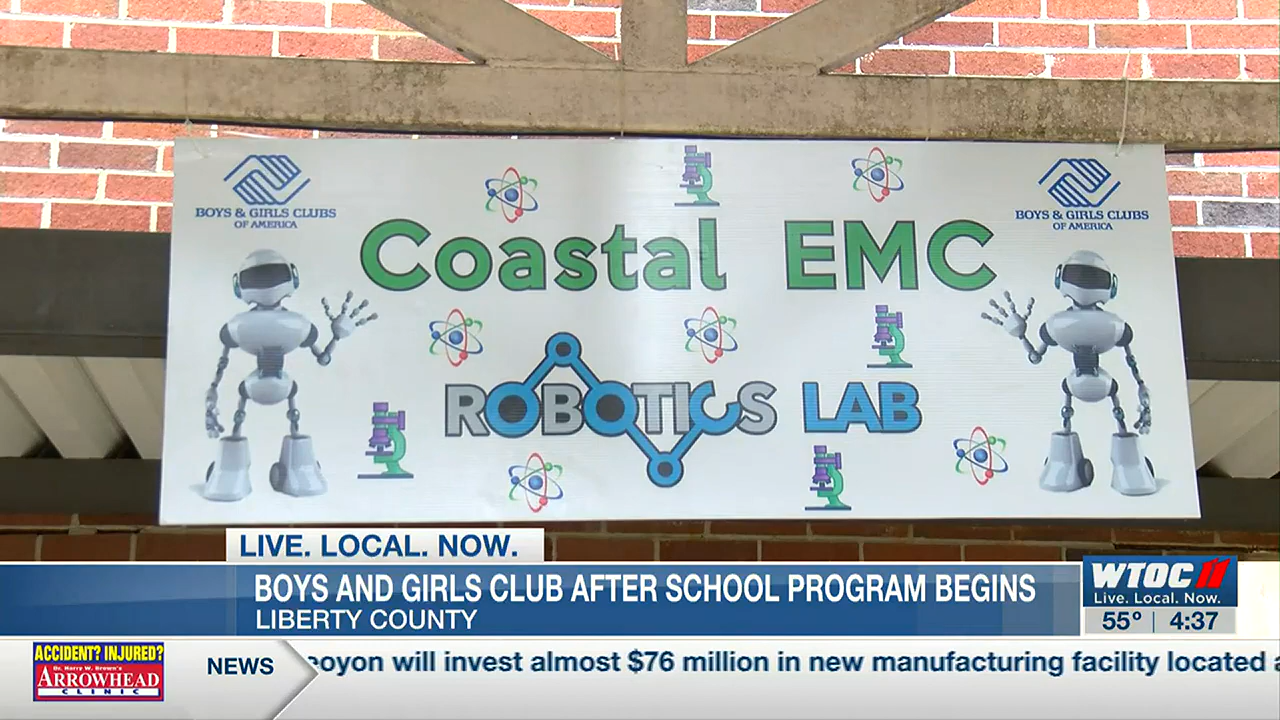 BOYS & GIRLS CLUBS
OF AMERICA
BOYS & GIRLS CLUBS
OF AMERICA
Coastal EMC
ROBOTICS LAB
LIVE. LOCAL. NOW.
BOYS AND GIRLS CLUB AFTER SCHOOL PROGRAM BEGINS
LIBERTY COUNTY
WTOC 11
Live. Local. Now.
55° | 4:37
ACCIDENT? INJURED?
Dr. Harry W. Brown's
ARROWHEAD
CLINIC
NEWS
eoyon will invest almost $76 million in new manufacturing facility located